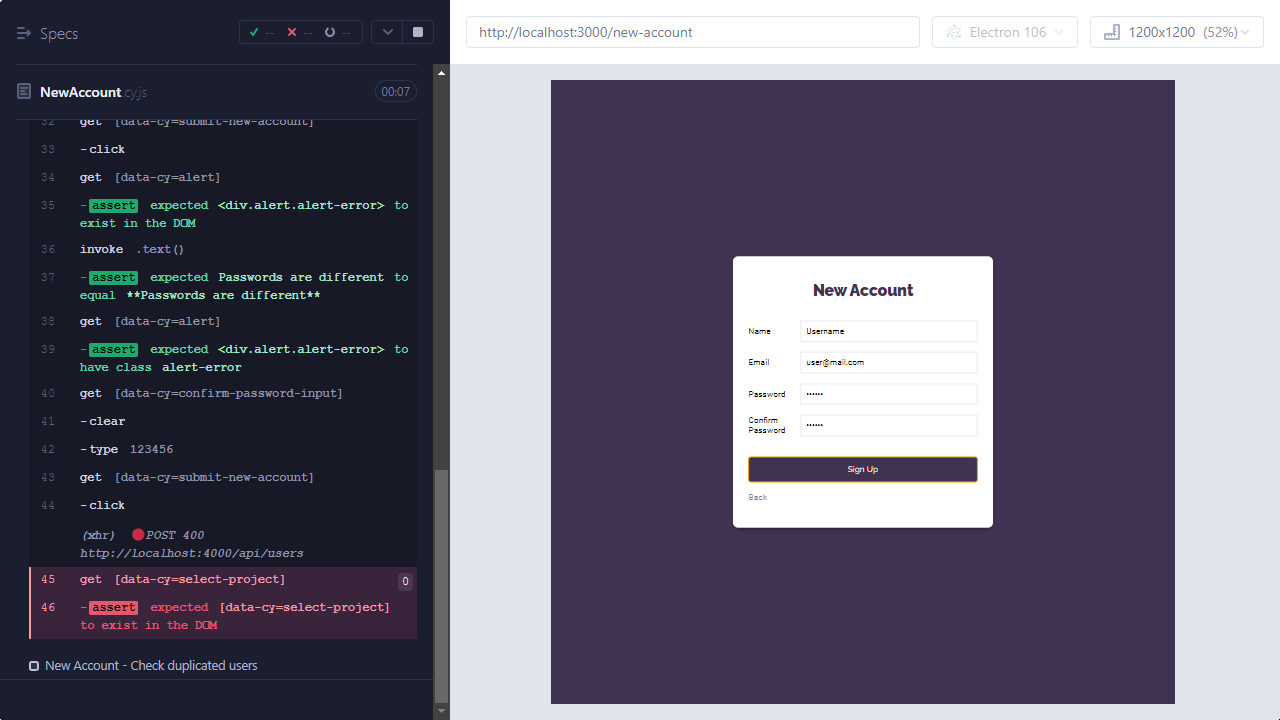 Specs
--
--
--
http://localhost:3000/new-account
Electron 106
1200x1200 (52%)
NewAccount.cy.js
00:07
32 get [data-cy=submit-new-account]
33 -click
34 get [data-cy=alert]
35 -assert expected <div.alert.alert-error> to
exist in the DOM
36 invoke .text()
37 -assert expected Passwords are different to
equal **Passwords are different**
38 get [data-cy=alert]
39 -assert expected <div.alert.alert-error> to
have class alert-error
40 get [data-cy=confirm-password-input]
41 -clear
42 -type 123456
43 get [data-cy=submit-new-account]
44 -click
(xhr) POST 400
http://localhost:4000/api/users
45 get [data-cy=select-project] 0
46 -assert expected [data-cy=select-project]
to exist in the DOM
New Account - Check duplicated users
New Account
Name Username
Email user@mail.com
Password ••••••
Confirm
Password ••••••
Sign Up
Back